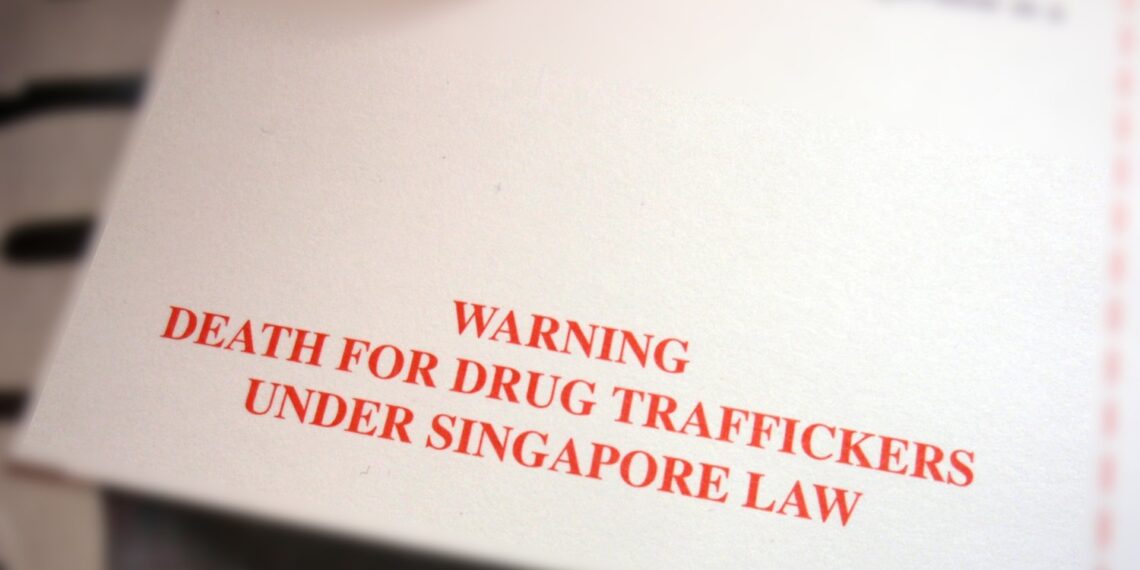 WARNING
DEATH FOR DRUG TRAFFICKERS
UNDER SINGAPORE LAW